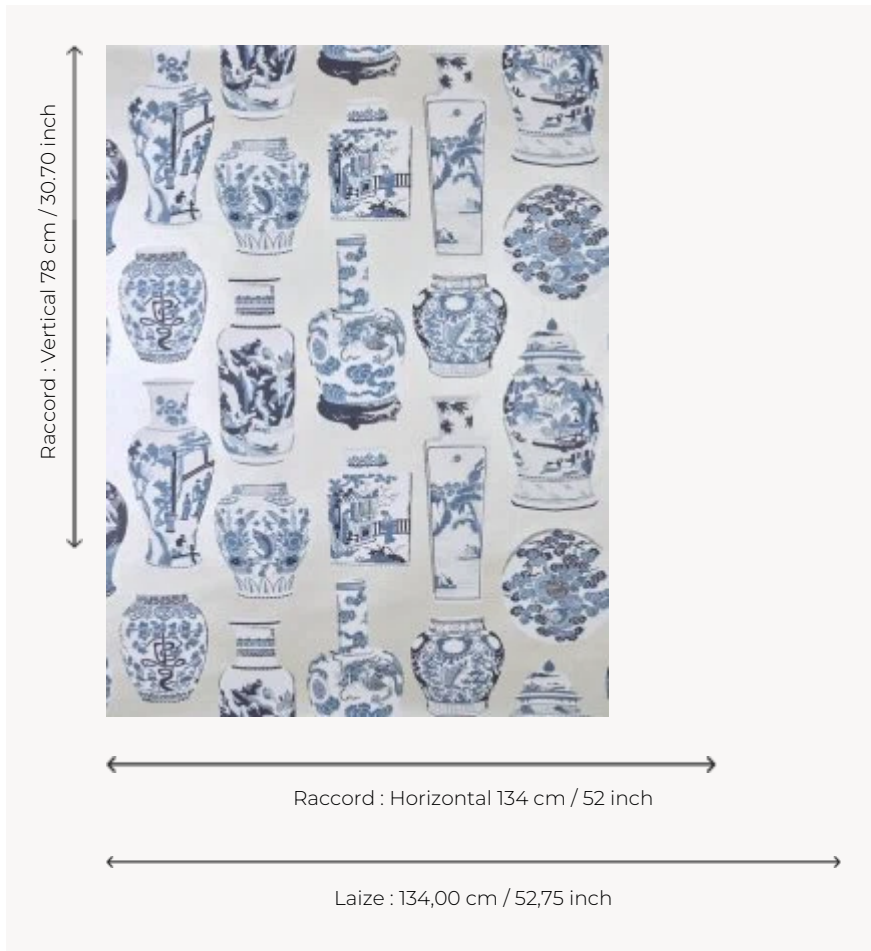 Raccord : Vertical 78 cm / 30.70 inch
Raccord : Horizontal 134 cm / 52 inch
Laize : 134,00 cm / 52,75 inch